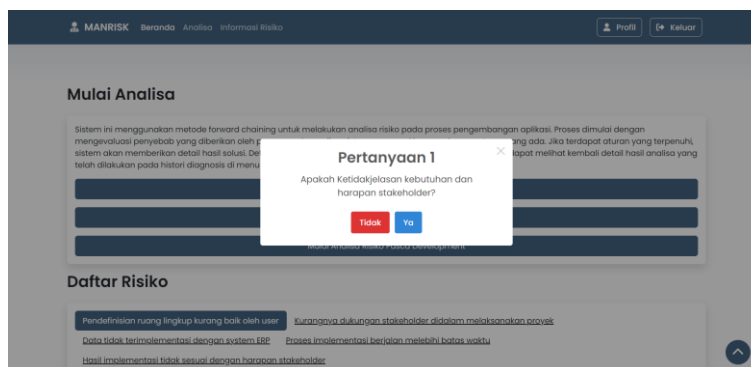 MANRISK Beranda Analisa Informasi Risiko Profil Keluar
Mulai Analisa
Sistem ini menggunakan metode forward chaining untuk melakukan analisa risiko pada proses pengembangan aplikasi. Proses dimulai dengan
mengevaluasi penyebab yang diberikan oleh ang ada. Jika terdapat aturan yang terpenuhi,
sistem akan memberikan detail hasil solusi. dapat melihat kembali detail hasil analisa yang
telah dilakukan pada histori diagnosis di menu
Pertanyaan 1
Apakah Ketidakjelasan kebutuhan dan
harapan stakeholder?
Tidak Ya
Mulai Analisa Risiko Pasca Development
Daftar Risiko
Pendefinisian ruang lingkup kurang baik oleh user Kurangnya dukungan stakeholder didalam melaksanakan proyek
Data tidak terimplementasi dengan system ERP Proses implementasi berjalan melebihi batas waktu
Hasil implementasi tidak sesuai dengan harapan stakeholder